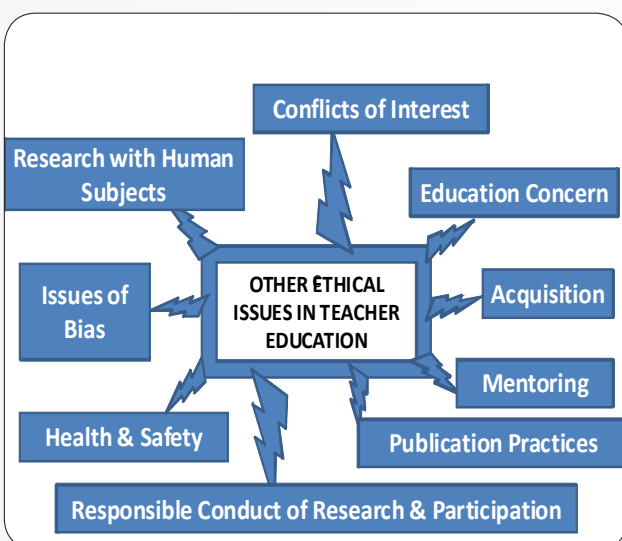 Conflicts of Interest
Research with Human
Subjects
Education Concern
OTHER ETHICAL
ISSUES IN TEACHER
EDUCATION
Issues of
Bias
Acquisition
Mentoring
Health & Safety
Publication Practices
Responsible Conduct of Research & Participation